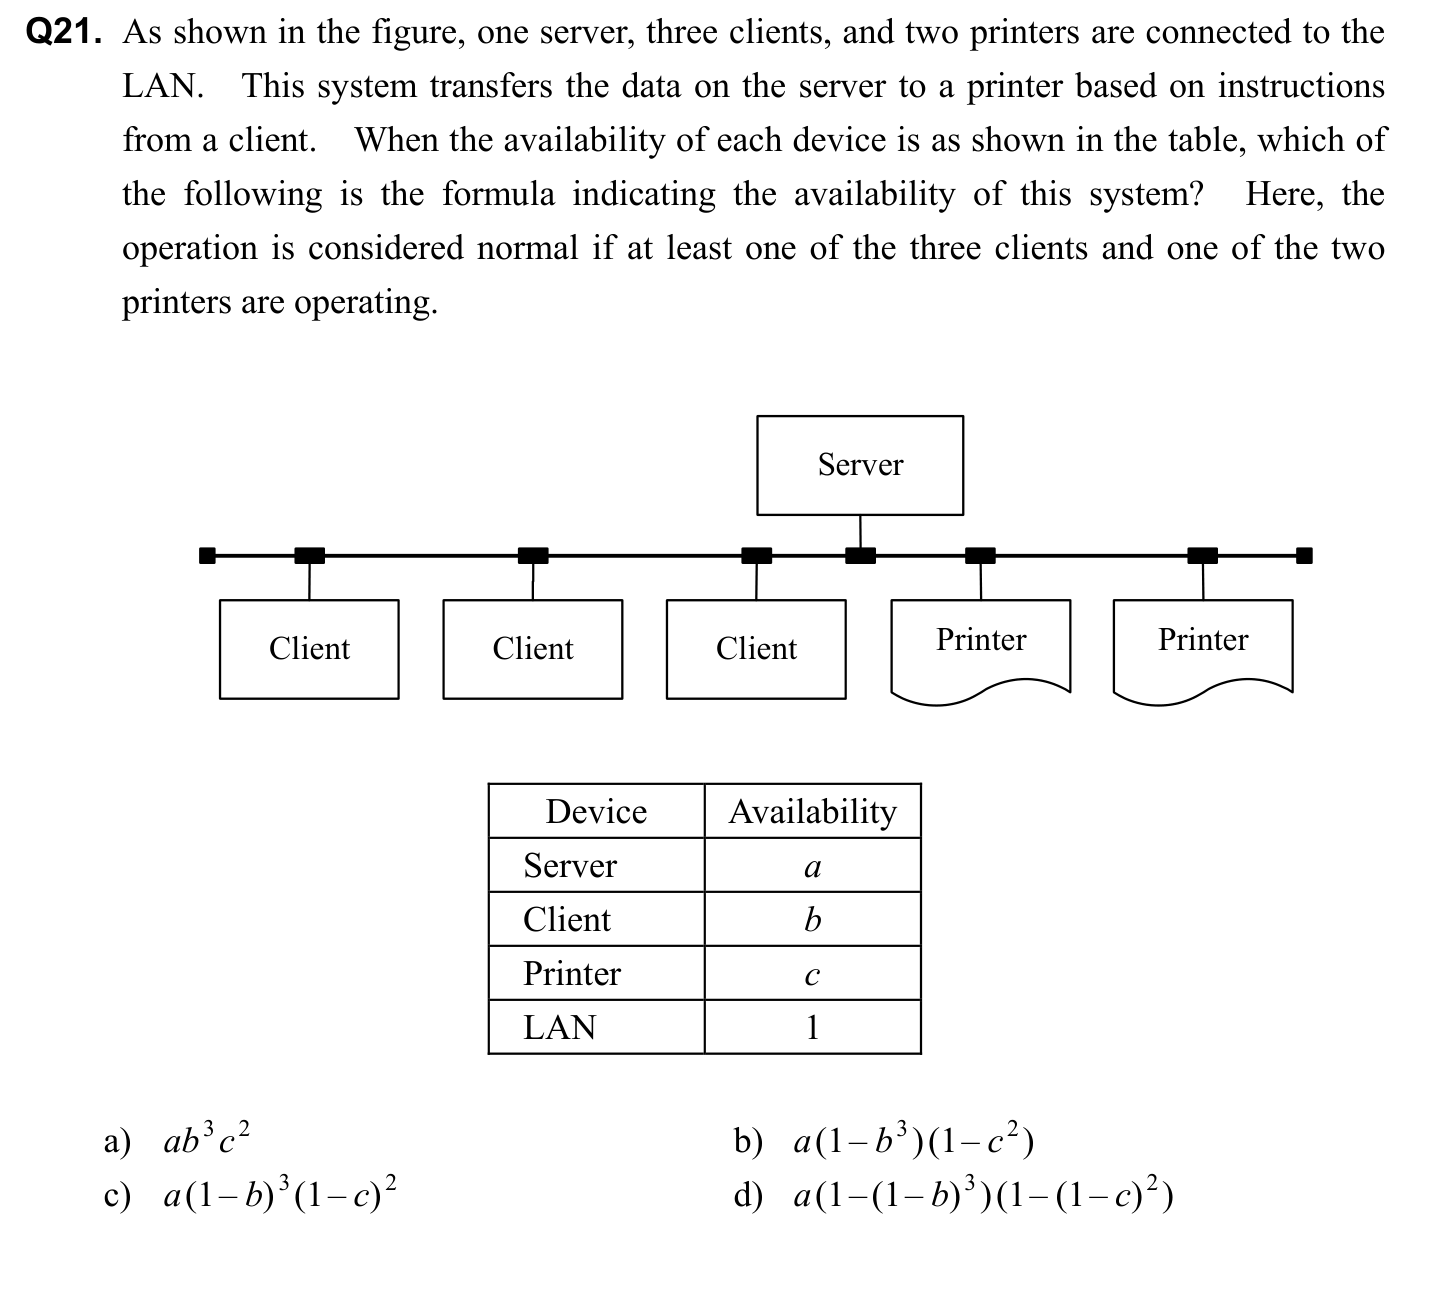 Q21. As shown in the figure, one server, three clients, and two printers are connected to the
LAN. This system transfers the data on the server to a printer based on instructions
from a client. When the availability of each device is as shown in the table, which of
the following is the formula indicating the availability of this system? Here, the
operation is considered normal if at least one of the three clients and one of the two
printers are operating.
Server
Client Client Client Printer Printer
Device Availability
Server a
Client b
Printer c
LAN 1
a) ab³c² b) a(1−b³)(1−c²)
c) a(1−b)³(1−c)² d) a(1−(1−b)³)(1−(1−c)²)